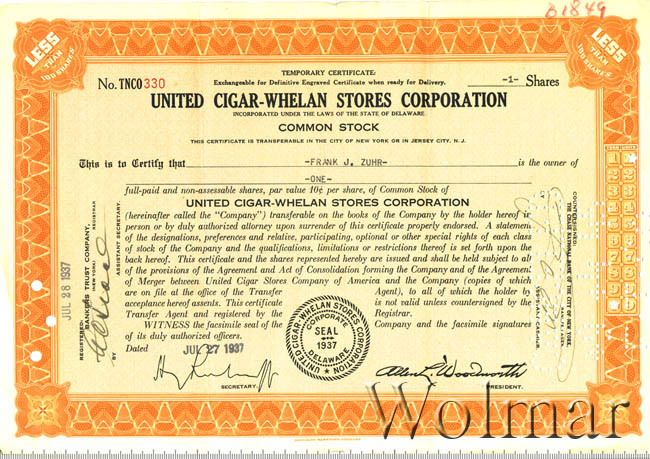 B1849
LESS THAN 100 SHARES
LESS THAN 100 SHARES
TEMPORARY CERTIFICATE:
No. TNCO330
Exchangeable for Definitive Engraved Certificate when ready for Delivery.
-1- Shares
UNITED CIGAR-WHELAN STORES CORPORATION
INCORPORATED UNDER THE LAWS OF THE STATE OF DELAWARE
COMMON STOCK
THIS CERTIFICATE IS TRANSFERABLE IN THE CITY OF NEW YORK OR IN JERSEY CITY, N. J.
This is to Certify that -FRANK J. ZUHR- is the owner of
-ONE-
full-paid and non-assessable shares, par value 10¢ per share, of Common Stock of
UNITED CIGAR-WHELAN STORES CORPORATION
(hereinafter called the "Company") transferable on the books of the Company by the holder hereof in
person or by duly authorized attorney upon surrender of this certificate properly endorsed. A statement
of the designations, preferences and relative, participating, optional or other special rights of each class
of stock of the Company and the qualifications, limitations or restrictions thereof is set forth upon the
back hereof. This certificate and the shares represented hereby are issued and shall be held subject to all
of the provisions of the Agreement and Act of Consolidation forming the Company and of the Agreement
of Merger between United Cigar Stores Company of America and the Company (copies of which
are on file at the office of the Transfer Agent), to all of which the holder by
acceptance hereof assents. This certificate is not valid unless countersigned by the
Transfer Agent and registered by the Registrar.
WITNESS the facsimile seal of the Company and the facsimile signatures
of its duly authorized officers.
Dated JUL 27 1937
UNITED-CIGAR-WHELAN STORES CORPORATION
CORPORATE
SEAL
1937
DELAWARE
SECRETARY.
Allen L. Woodworth
PRESIDENT.
JUL 28 1937
REGISTERED:
BANKERS TRUST COMPANY,
(NEW YORK) REGISTRAR
BY
ASSISTANT SECRETARY.
COUNTERSIGNED:
THE CHASE NATIONAL BANK OF THE CITY OF NEW YORK,
Wolmar